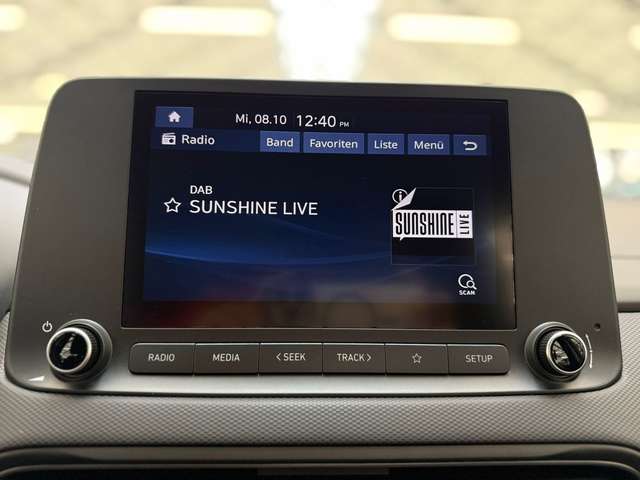 Mi, 08.10 12:40 PM
Radio Band Favoriten Liste Menü
DAB
SUNSHINE LIVE
SUNSHINE LIVE
SCAN
RADIO MEDIA < SEEK TRACK > SETUP